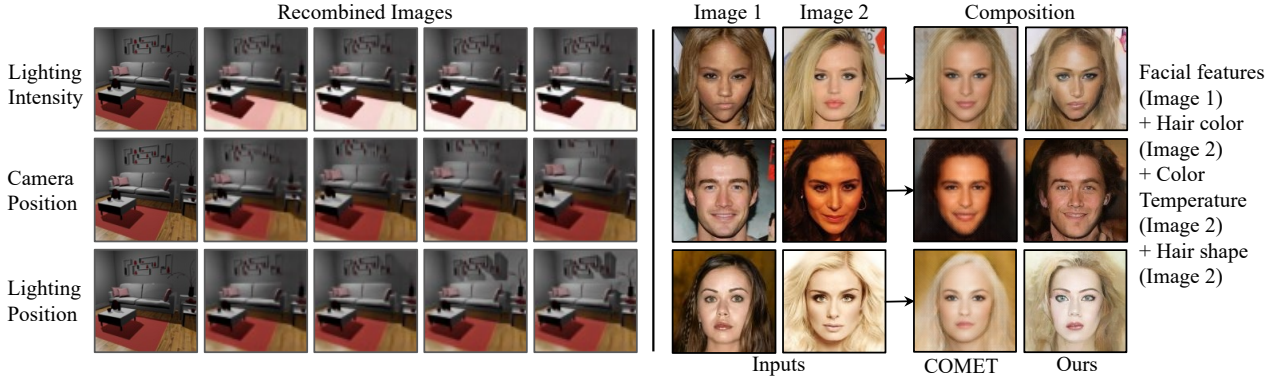 Recombined Images
Lighting
Intensity
Camera
Position
Lighting
Position
Image 1
Image 2
Composition
Facial features
(Image 1)
+ Hair color
(Image 2)
+ Color
Temperature
(Image 2)
+ Hair shape
(Image 2)
Inputs
COMET
Ours